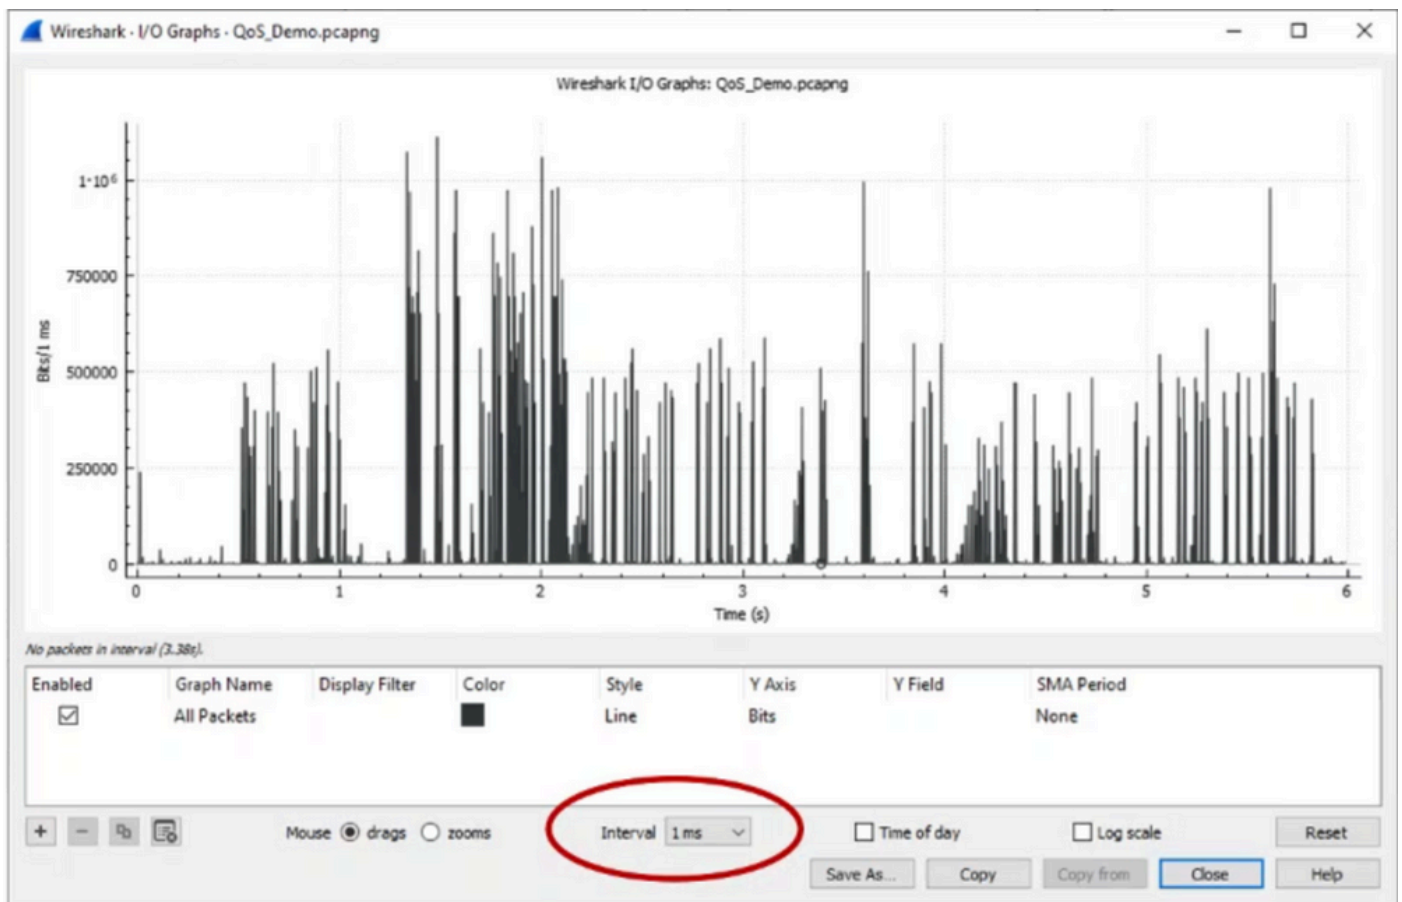 Wireshark · I/O Graphs · QoS_Demo.pcapng
Wireshark I/O Graphs: QoS_Demo.pcapng
1·10⁶
750000
500000
250000
0
Bits/1 ms
0 1 2 3 4 5 6
Time (s)
No packets in interval (3.38s).
Enabled Graph Name Display Filter Color Style Y Axis Y Field SMA Period
All Packets Line Bits None
+ − Mouse drags zooms Interval 1 ms Time of day Log scale Reset
Save As... Copy Copy from Close Help